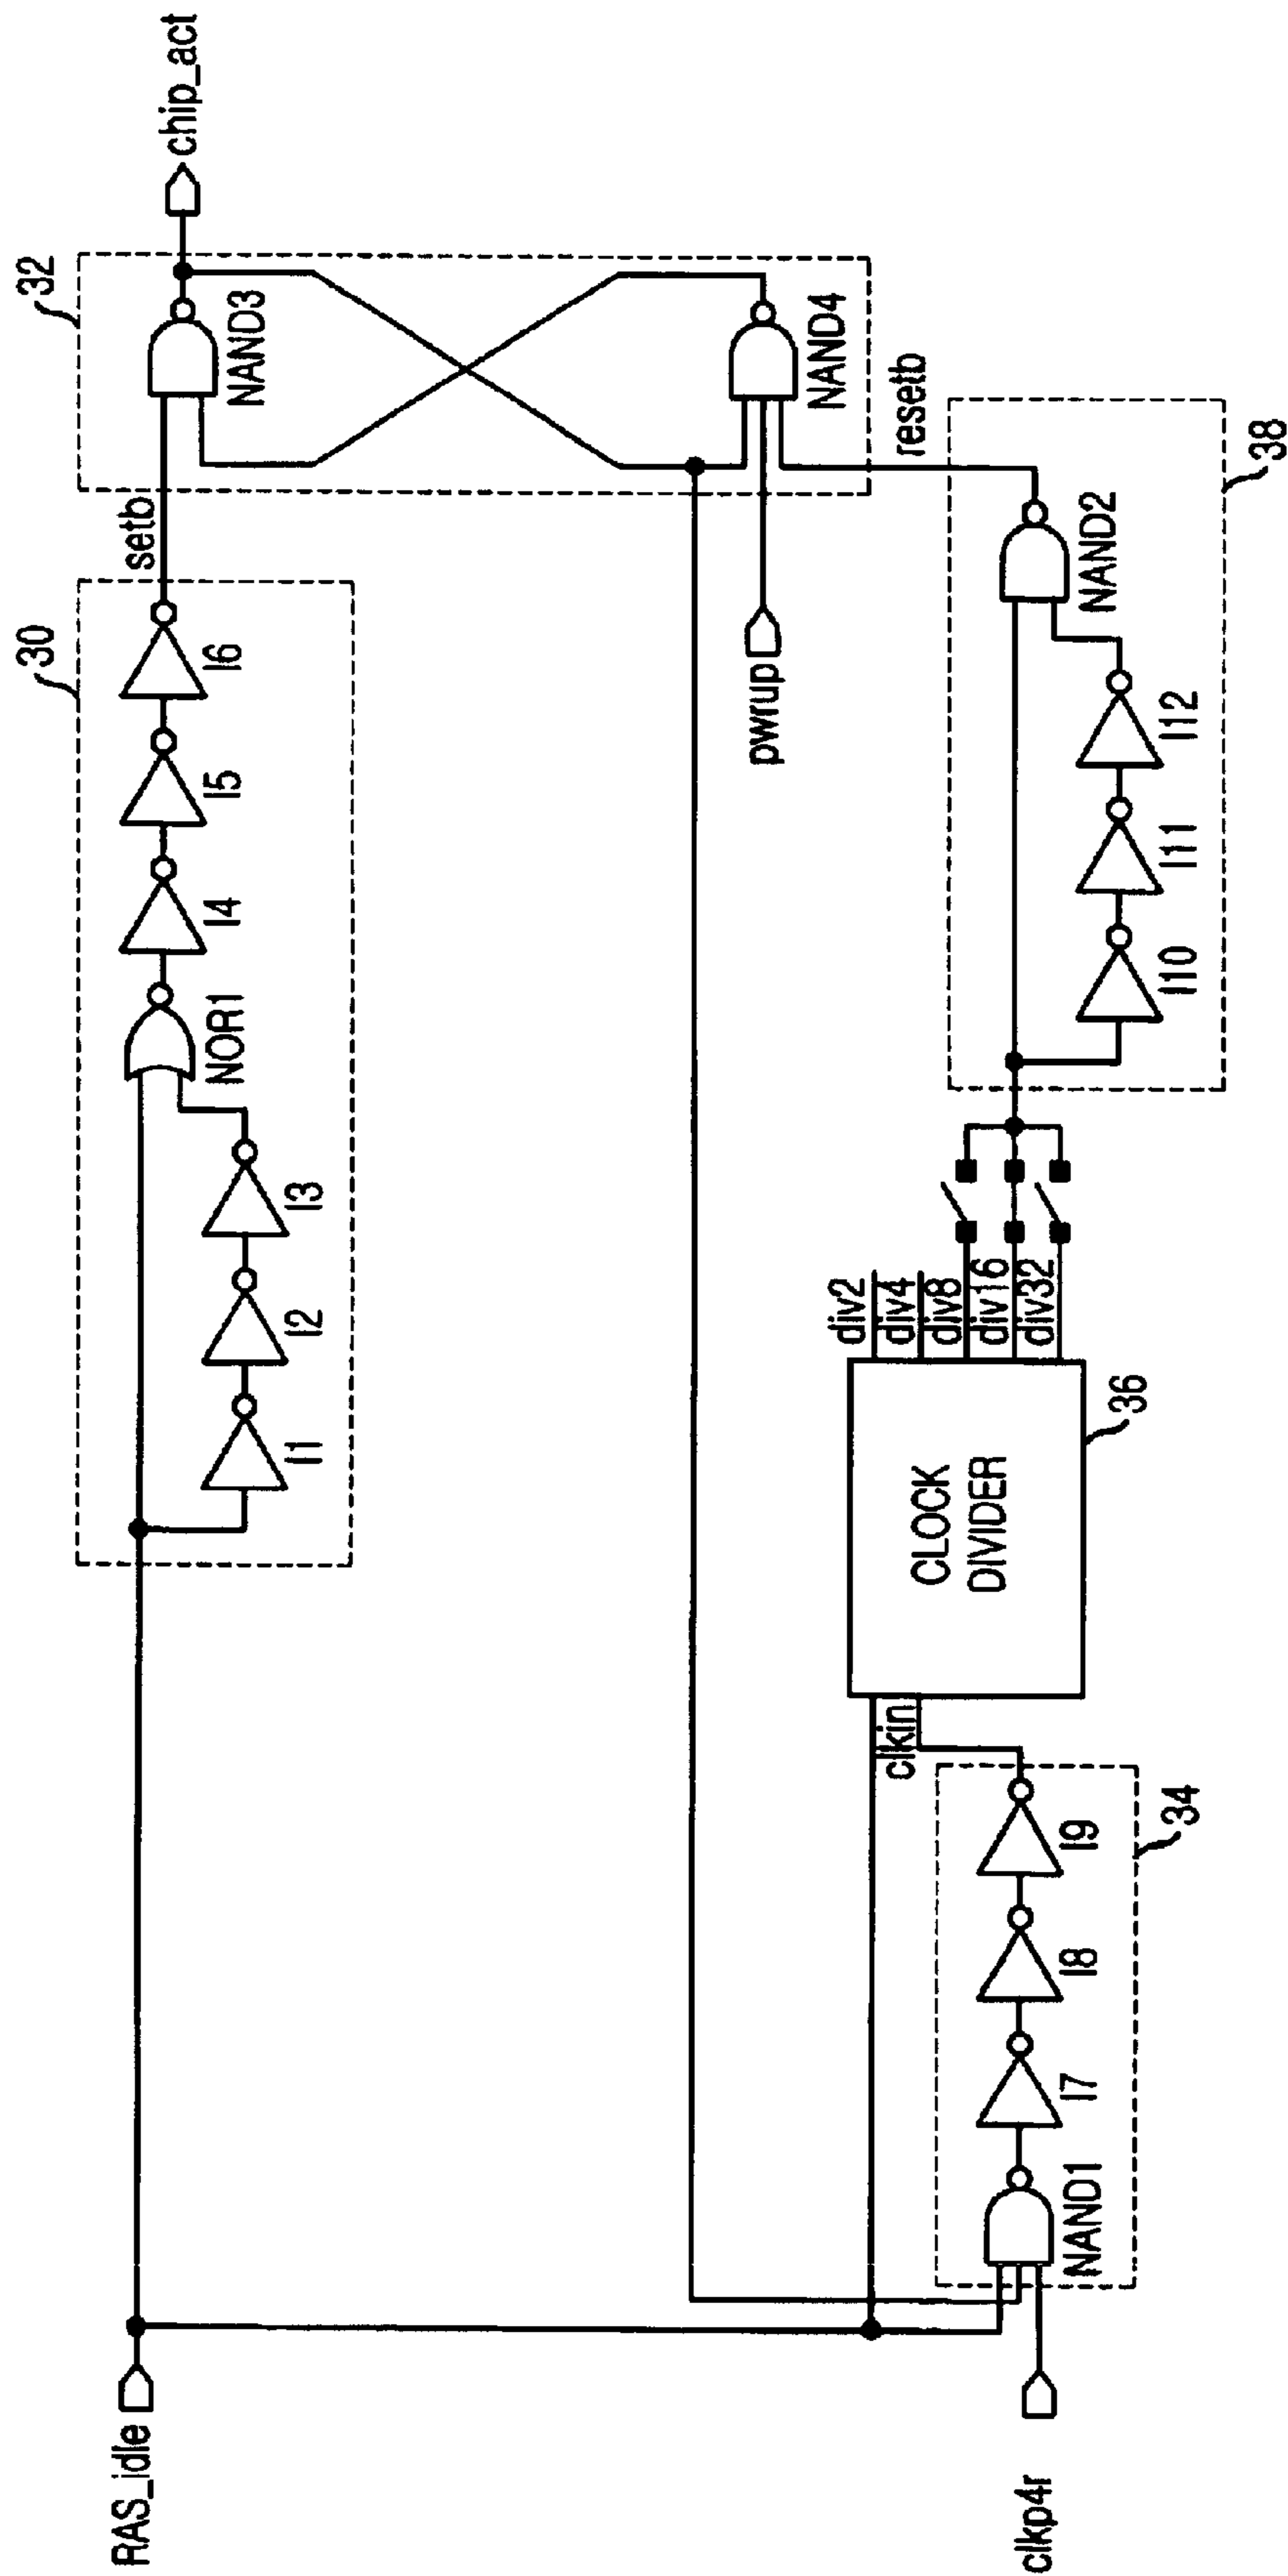 chip_act
32
NAND3
NAND4
setb
resetb
30
I6
I5
I4
NOR1
I3
I2
I1
pwrup
38
NAND2
I12
I11
I10
div2
div4
div8
div16
div32
36
CLOCK
DIVIDER
clkin
34
I9
I8
I7
NAND1
RAS_idle
clkp4r